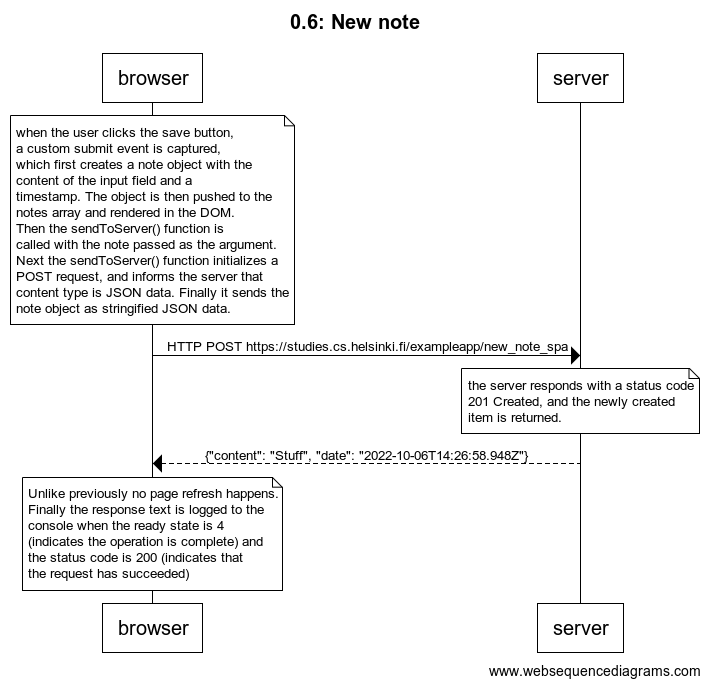 0.6: New note
browser
server
when the user clicks the save button,
a custom submit event is captured,
which first creates a note object with the
content of the input field and a
timestamp. The object is then pushed to the
notes array and rendered in the DOM.
Then the sendToServer() function is
called with the note passed as the argument.
Next the sendToServer() function initializes a
POST request, and informs the server that
content type is JSON data. Finally it sends the
note object as stringified JSON data.
HTTP POST https://studies.cs.helsinki.fi/exampleapp/new_note_spa
the server responds with a status code
201 Created, and the newly created
item is returned.
{"content": "Stuff", "date": "2022-10-06T14:26:58.948Z"}
Unlike previously no page refresh happens.
Finally the response text is logged to the
console when the ready state is 4
(indicates the operation is complete) and
the status code is 200 (indicates that
the request has succeeded)
browser
server
www.websequencediagrams.com